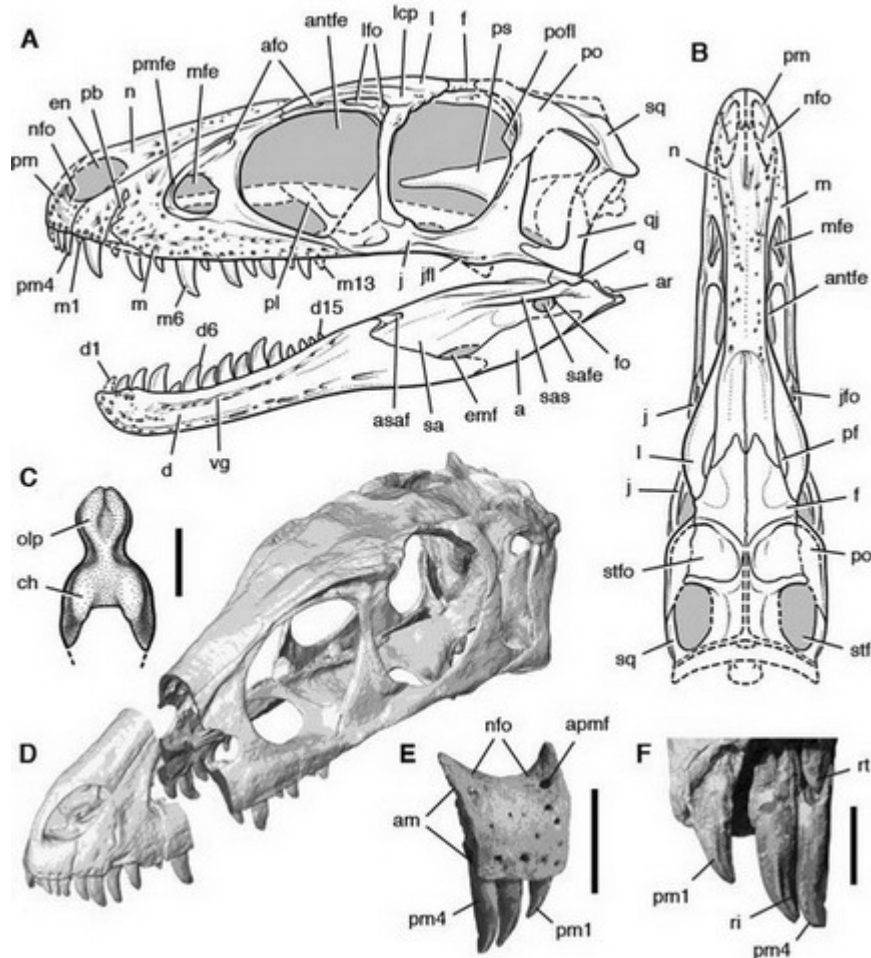 A
antfe
lfo
lcp
l
f
ps
pofl
po
sq
afo
mfe
pmfe
n
pb
en
nfo
pm
pm4
m1
m
m6
pl
m13
j
jfl
qj
q
ar
d1
d6
d15
d
vg
asaf
sa
emf
a
sas
safe
fo
B
pm
nfo
n
m
mfe
antfe
j
jfo
l
pf
j
f
stfo
po
sq
stf
C
olp
ch
D
E
nfo
apmf
am
pm4
pm1
F
rt
pm1
ri
pm4